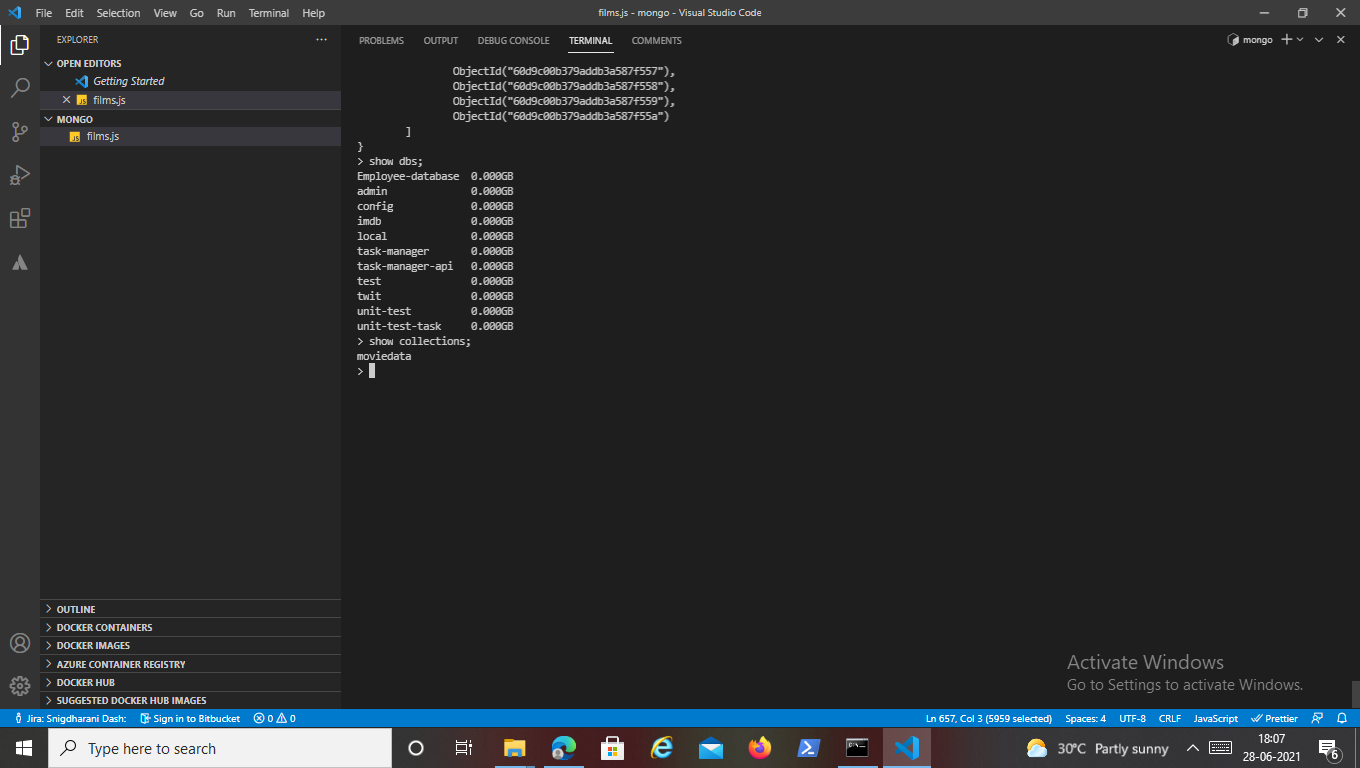 File Edit Selection View Go Run Terminal Help
films.js - mongo - Visual Studio Code
EXPLORER
OPEN EDITORS
Getting Started
films.js
MONGO
films.js
OUTLINE
DOCKER CONTAINERS
DOCKER IMAGES
AZURE CONTAINER REGISTRY
DOCKER HUB
SUGGESTED DOCKER HUB IMAGES
PROBLEMS OUTPUT DEBUG CONSOLE TERMINAL COMMENTS
mongo
ObjectId("60d9c00b379addb3a587f557"),
ObjectId("60d9c00b379addb3a587f558"),
ObjectId("60d9c00b379addb3a587f559"),
ObjectId("60d9c00b379addb3a587f55a")
]
}
> show dbs;
Employee-database 0.000GB
admin 0.000GB
config 0.000GB
imdb 0.000GB
local 0.000GB
task-manager 0.000GB
task-manager-api 0.000GB
test 0.000GB
twit 0.000GB
unit-test 0.000GB
unit-test-task 0.000GB
> show collections;
moviedata
>
Activate Windows
Go to Settings to activate Windows.
Jira: Snigdharani Dash: Sign in to Bitbucket 0 0 Ln 657, Col 3 (5959 selected) Spaces: 4 UTF-8 CRLF JavaScript Prettier
Type here to search
30°C Partly sunny
18:07
28-06-2021
6